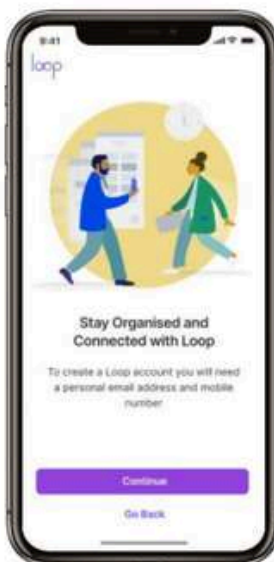 9:41
loop
Stay Organised and
Connected with Loop
To create a Loop account you will need
a personal email address and mobile
number
Continue
Go Back